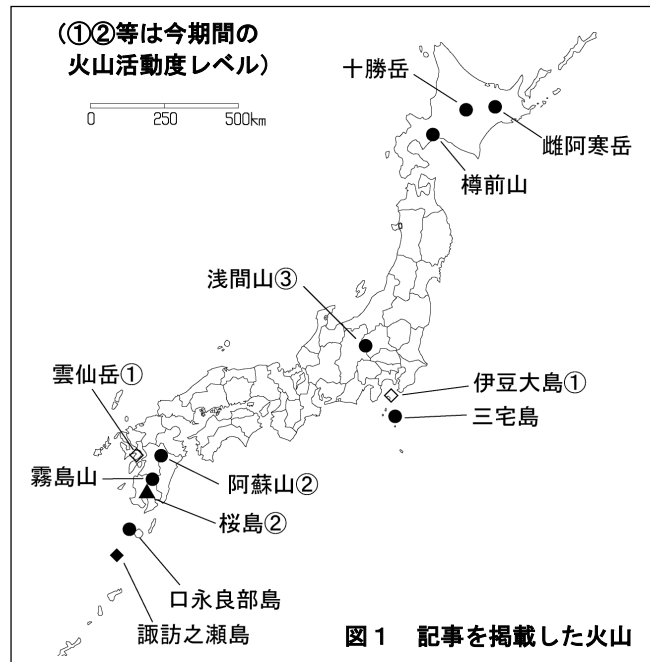 (①②等は今期間の
火山活動度レベル)
0 250 500km
十勝岳
雌阿寒岳
樽前山
浅間山③
雲仙岳①
伊豆大島①
三宅島
霧島山
阿蘇山②
桜島②
口永良部島
諏訪之瀬島
図1 記事を掲載した火山